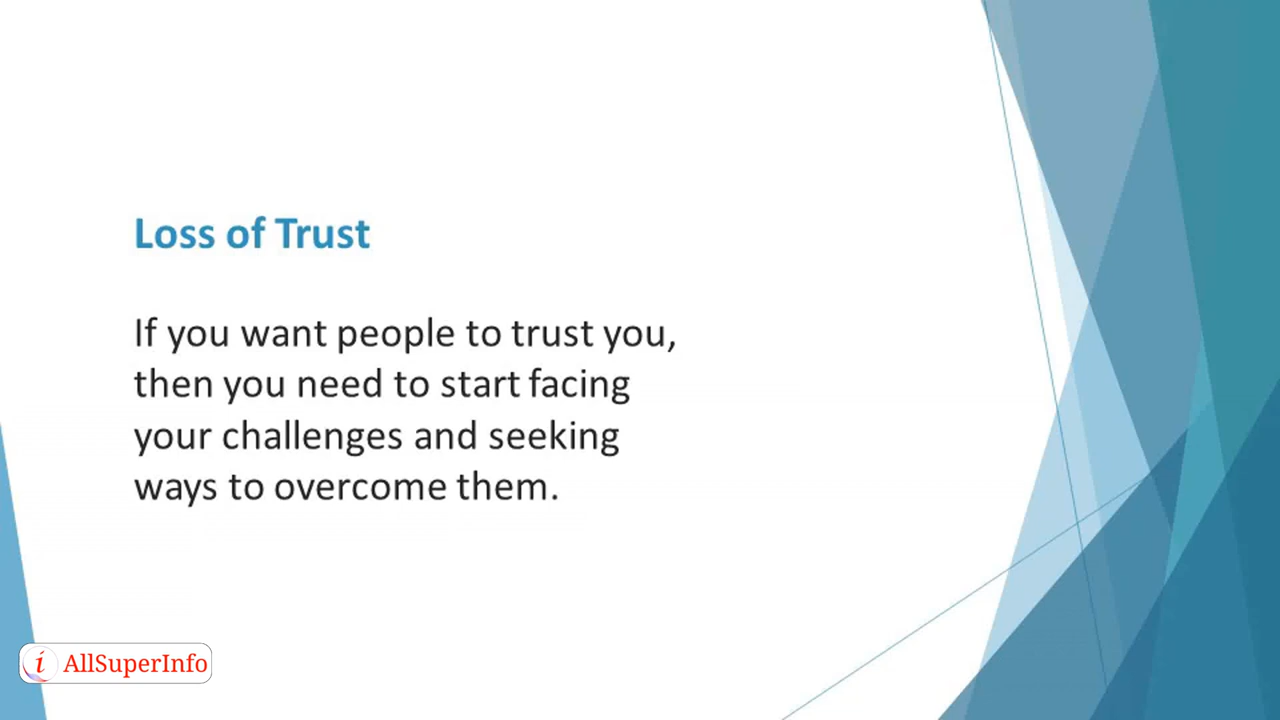 Loss of Trust
If you want people to trust you,
then you need to start facing
your challenges and seeking
ways to overcome them.
i AllSuperInfo